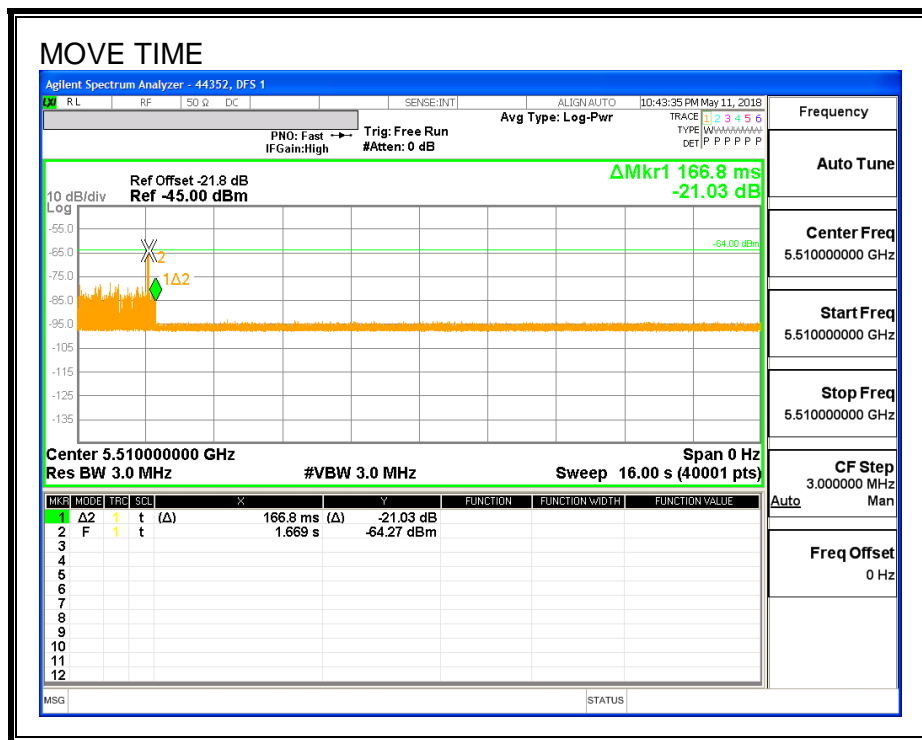 MOVE TIME
Agilent Spectrum Analyzer - 44352, DFS 1
LXI RL RF 50 Ω DC SENSE:INT ALIGN AUTO 10:43:35 PM May 11, 2018
PNO: Fast Trig: Free Run Avg Type: Log-Pwr TRACE 1 2 3 4 5 6
IFGain:High #Atten: 0 dB TYPE WWWWWW
DET P P P P P P
Frequency
Ref Offset -21.8 dB ΔMkr1 166.8 ms
10 dB/div Ref -45.00 dBm -21.03 dB
Log
-55.0
-64.00 dBm
-65.0
2
-75.0
1Δ2
-85.0
-95.0
-105
-115
-125
-135
Center 5.510000000 GHz Span 0 Hz
Res BW 3.0 MHz #VBW 3.0 MHz Sweep 16.00 s (40001 pts)
MKR MODE TRC SCL X Y FUNCTION FUNCTION WIDTH FUNCTION VALUE
1 Δ2 1 t (Δ) 166.8 ms (Δ) -21.03 dB
2 F 1 t 1.669 s -64.27 dBm
3
4
5
6
7
8
9
10
11
12
Auto Tune
Center Freq
5.510000000 GHz
Start Freq
5.510000000 GHz
Stop Freq
5.510000000 GHz
CF Step
3.000000 MHz
Auto Man
Freq Offset
0 Hz
MSG STATUS